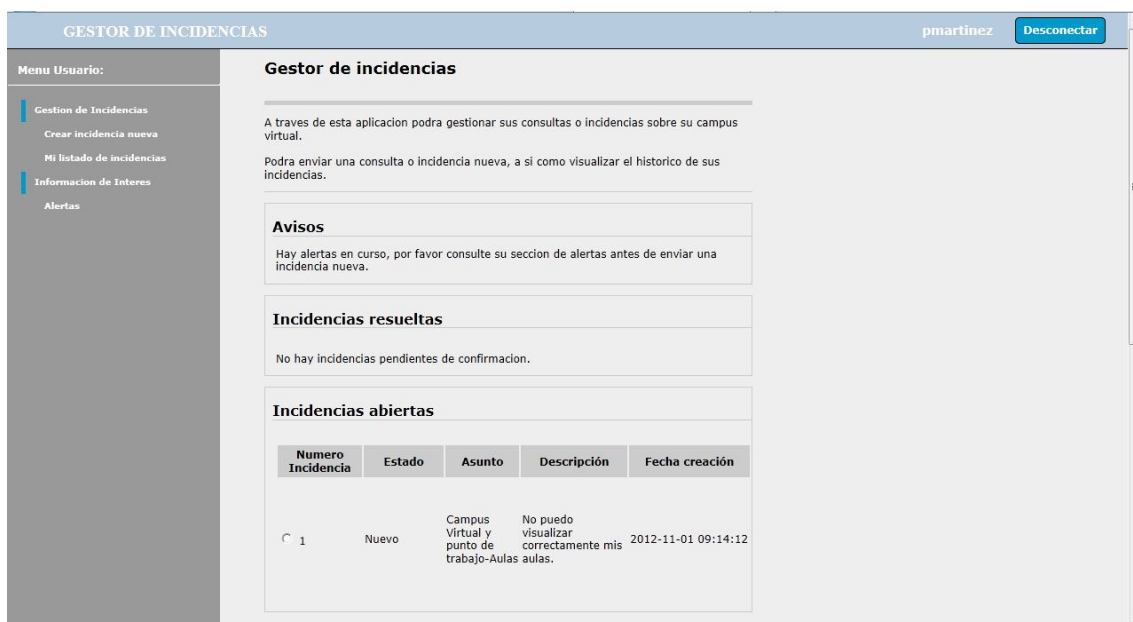 GESTOR DE INCIDENCIAS
pmartinez
Desconectar
Menu Usuario:
Gestion de Incidencias
Crear incidencia nueva
Mi listado de incidencias
Informacion de Interes
Alertas
Gestor de incidencias
A traves de esta aplicacion podra gestionar sus consultas o incidencias sobre su campus
virtual.
Podra enviar una consulta o incidencia nueva, a si como visualizar el historico de sus
incidencias.
Avisos
Hay alertas en curso, por favor consulte su seccion de alertas antes de enviar una
incidencia nueva.
Incidencias resueltas
No hay incidencias pendientes de confirmacion.
Incidencias abiertas
Numero
Incidencia
Estado
Asunto
Descripción
Fecha creación
1
Nuevo
Campus
Virtual y
punto de
trabajo-Aulas
No puedo
visualizar
correctamente mis
aulas.
2012-11-01 09:14:12